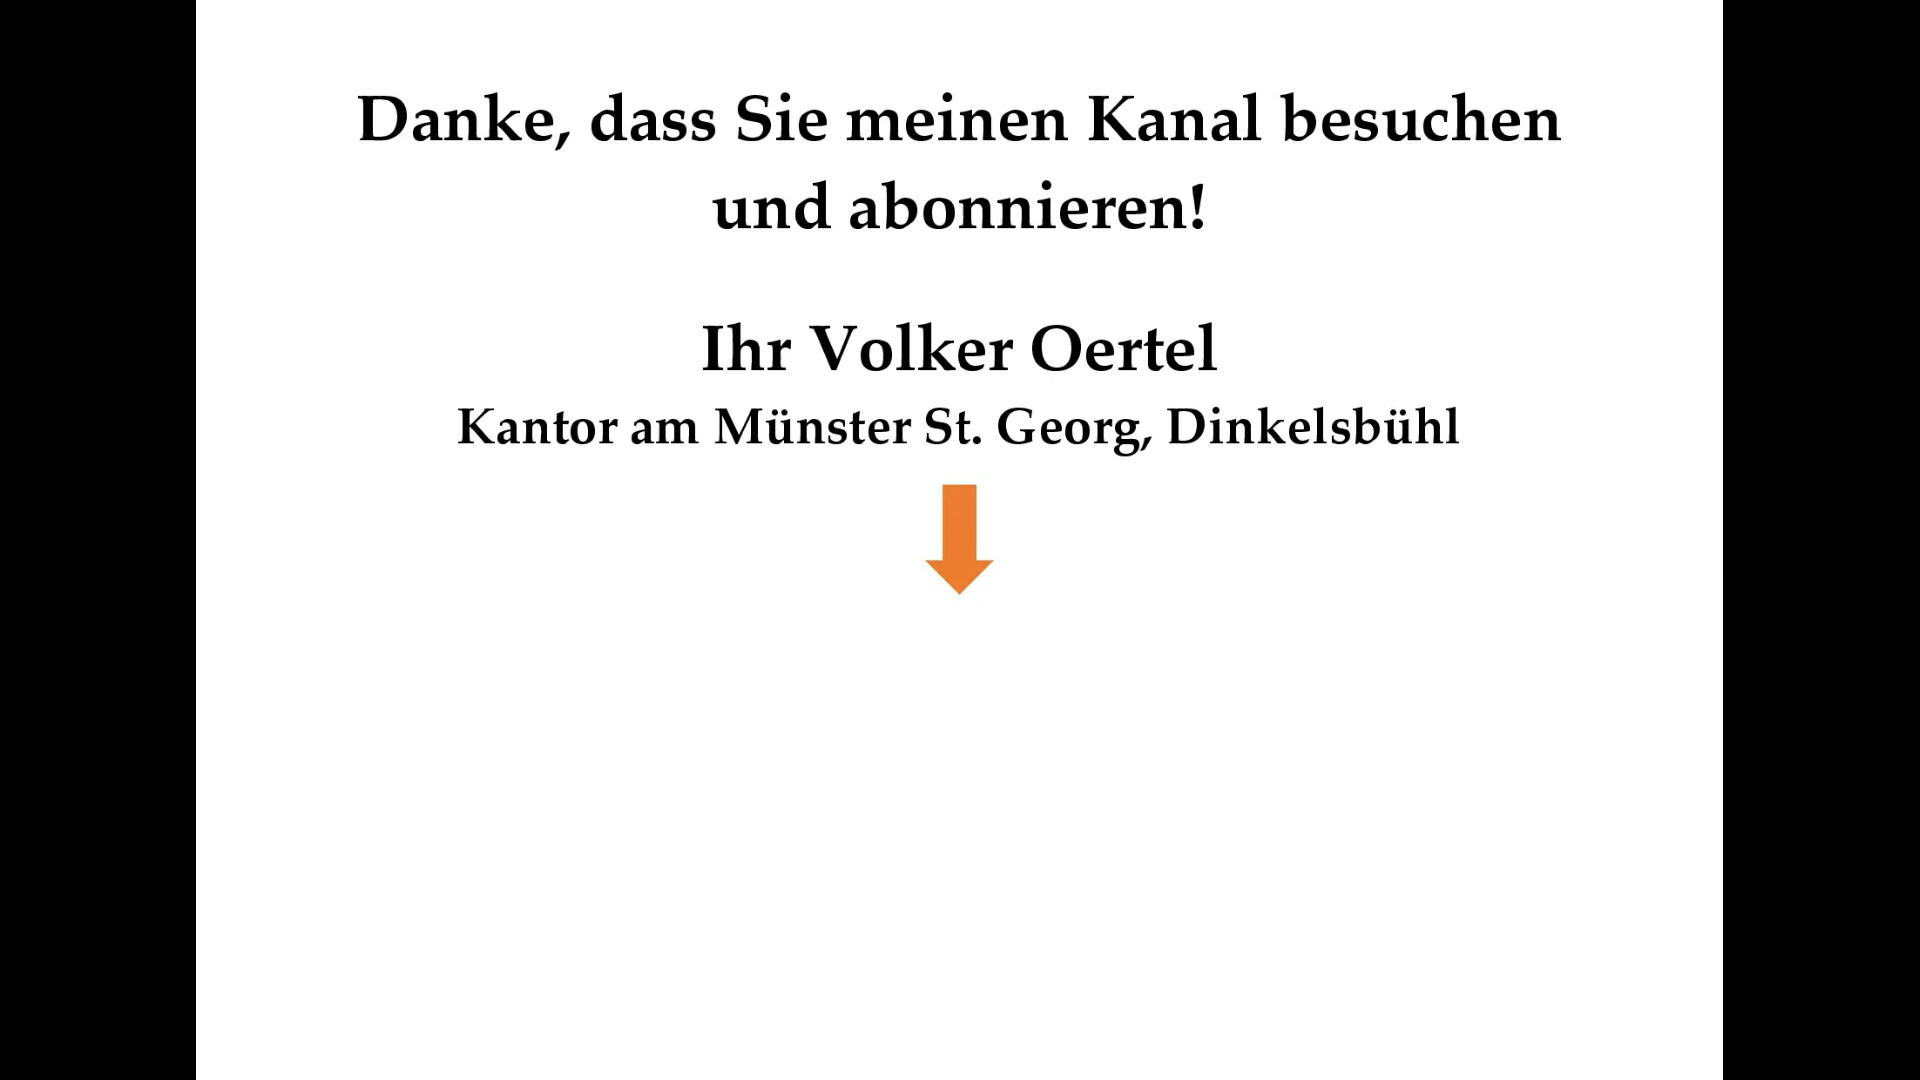 Danke, dass Sie meinen Kanal besuchen
und abonnieren!
Ihr Volker Oertel
Kantor am Münster St. Georg, Dinkelsbühl